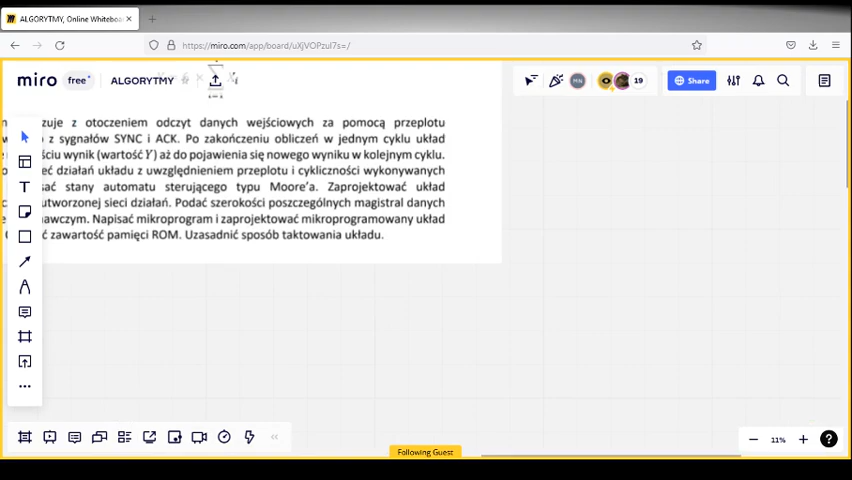 ALGORYTMY, Online Whiteboa
https://miro.com/app/board/uXjVOPzuI7s=/
miro free ALGORYTMY
MN 19 Share
zuje z otoczeniem odczyt danych wejściowych za pomocą przeplotu
z sygnałów SYNC i ACK. Po zakończeniu obliczeń w jednym cyklu układ
ściu wynik (wartość Y) aż do pojawienia się nowego wyniku w kolejnym cyklu.
eć działań układu z uwzględnieniem przeplotu i cykliczności wykonywanych
sać stany automatu sterującego typu Moore'a. Zaprojektować układ
utworzonej sieci działań. Podać szerokości poszczególnych magistral danych
nawczym. Napisać mikroprogram i zaprojektować mikroprogramowany układ
ć zawartość pamięci ROM. Uzasadnić sposób taktowania układu.
11%
Following Guest